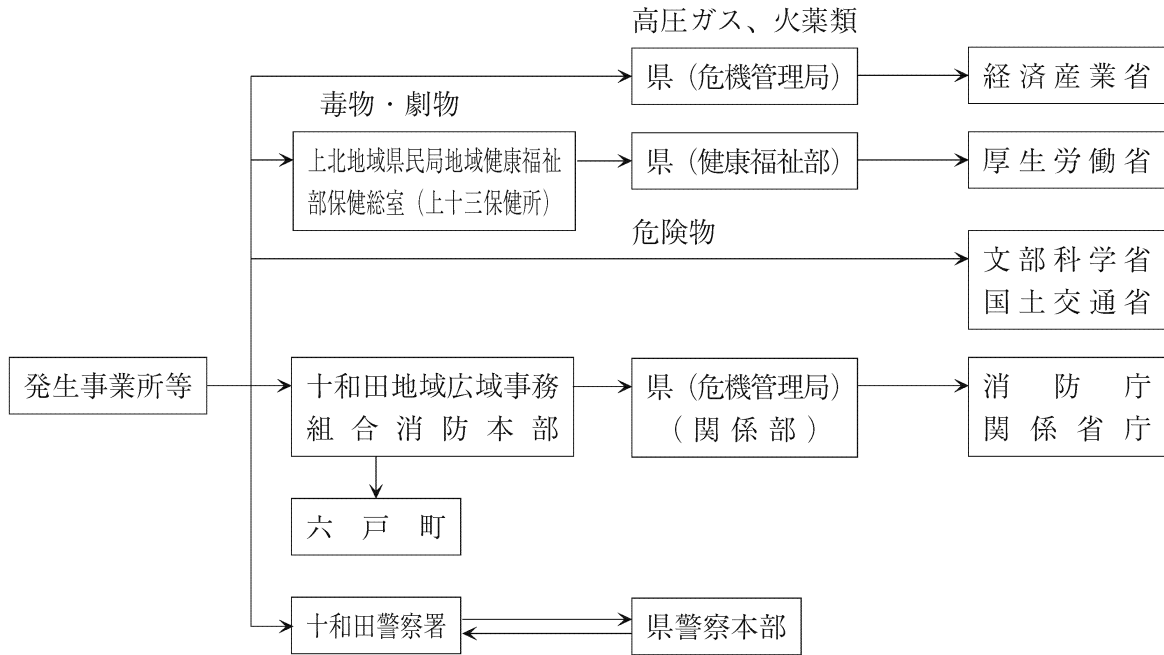 高圧ガス、火薬類
県（危機管理局）
経済産業省
毒物・劇物
上北地域県民局地域健康福祉
部保健総室（上十三保健所）
県（健康福祉部）
厚生労働省
危険物
文部科学省
国土交通省
発生事業所等
十和田地域広域事務
組合消防本部
県（危機管理局）
（関係部）
消防庁
関係省庁
六戸町
十和田警察署
県警察本部